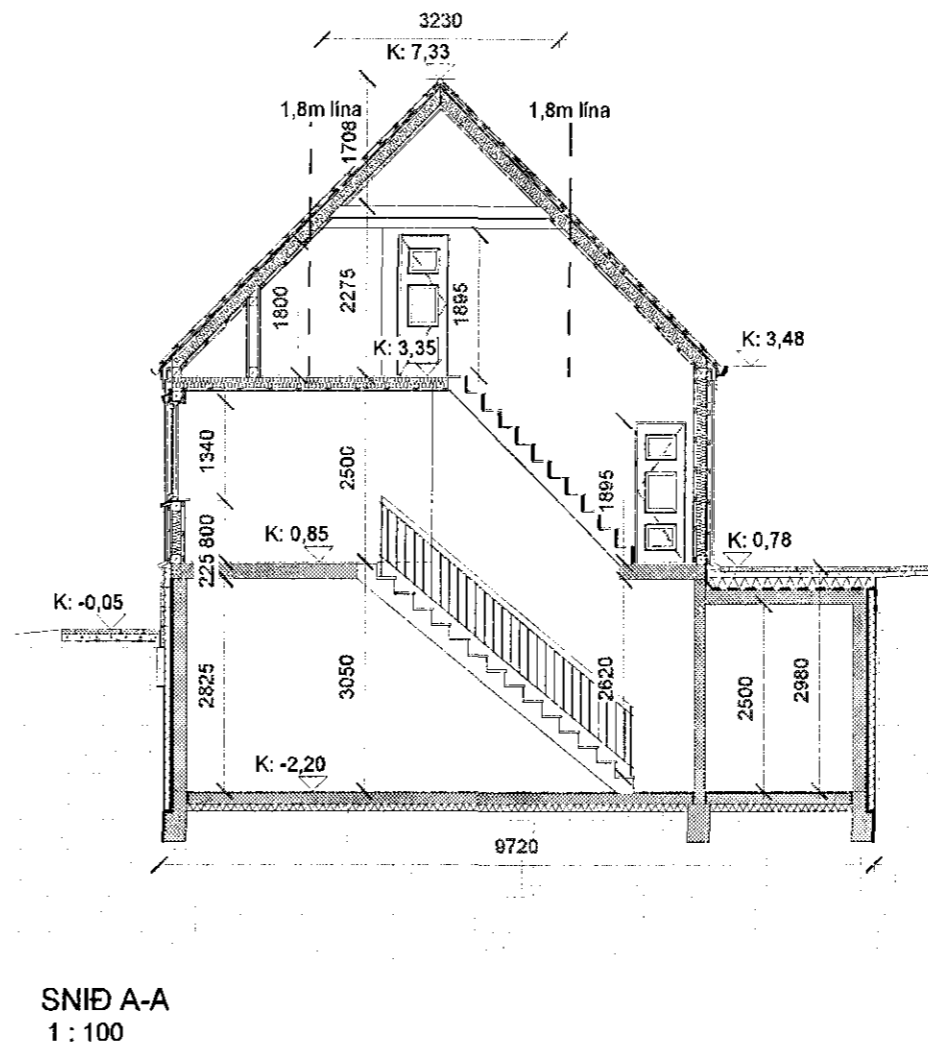 3230
K: 7,33
1,8m lína
1,8m lína
1708
1800
2275
1895
K: 3,35
K: 3,48
1340
2500
1895
225 800
K: 0,85
K: 0,78
K: -0,05
2825
3050
2620
2500
2980
K: -2,20
9720
SNIÐ A-A
1 : 100